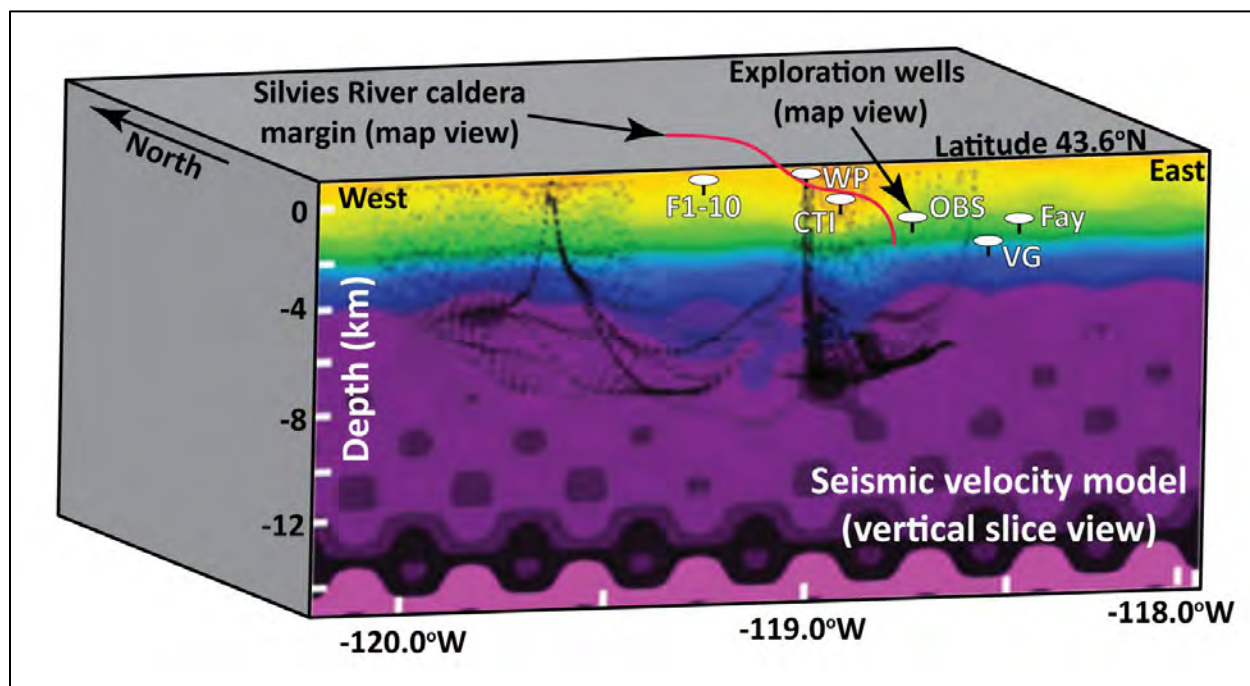 Silvies River caldera
margin (map view)
Exploration wells
(map view)
North
Latitude 43.6°N
West
East
F1-10
WP
CTI
OBS
VG
Fay
0
-4
-8
-12
Depth (km)
Seismic velocity model
(vertical slice view)
-120.0°W
-119.0°W
-118.0°W